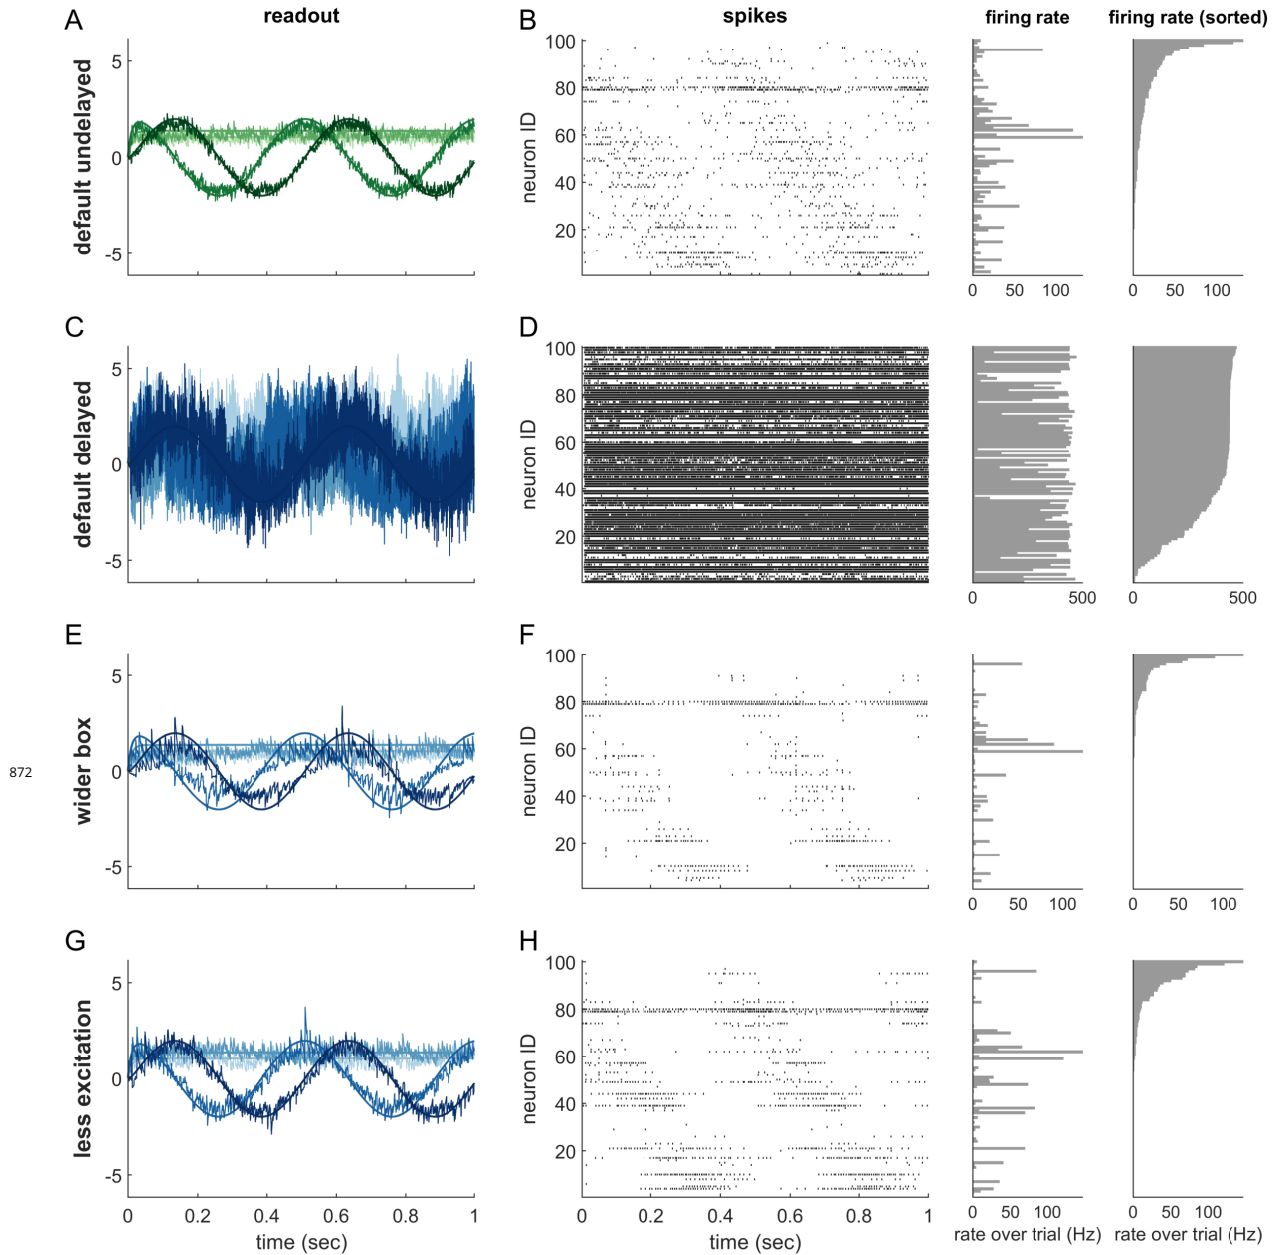 A
readout
B
spikes
firing rate
firing rate (sorted)
default undelayed
5
0
-5
neuron ID
100
80
60
40
20
0 50 100
0 50 100
C
D
default delayed
5
0
-5
neuron ID
100
80
60
40
20
0 500
0 500
E
F
872
wider box
5
0
-5
neuron ID
100
80
60
40
20
0 50 100
0 50 100
G
H
less excitation
5
0
-5
neuron ID
100
80
60
40
20
0 0.2 0.4 0.6 0.8 1
time (sec)
0 0.2 0.4 0.6 0.8 1
time (sec)
0 50 100
rate over trial (Hz)
0 50 100
rate over trial (Hz)